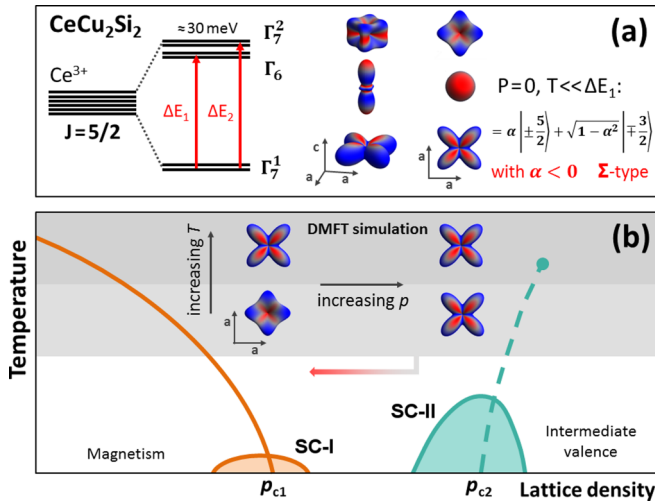 CeCu₂Si₂
≈30 meV
(a)
Γ₇²
Γ₆
Ce³⁺
ΔE₁
ΔE₂
P=0, T<<ΔE₁:
J=5/2
= α |±5/2⟩ + √1−α² |∓3/2⟩
Γ₇¹
c
a
a
a
a
with α < 0 Σ-type
(b)
DMFT simulation
increasing T
increasing p
a
a
Temperature
SC-II
SC-I
Magnetism
Intermediate
valence
pc1
pc2
Lattice density